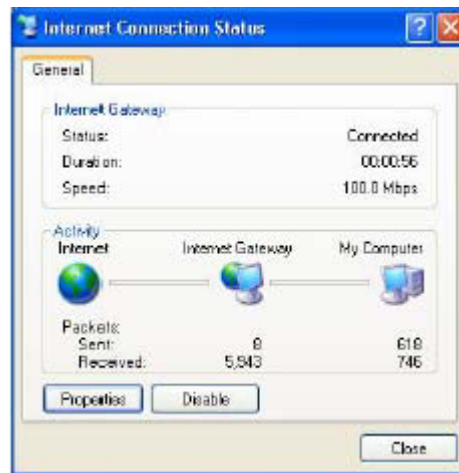 Internet Connection Status
General
Internet Gateway
Status: Connected
Duration: 00:00:56
Speed: 100.0 Mbps
Activity
Internet Internet Gateway My Computer
Packets:
Sent: 8 618
Received: 5,943 746
Properties Disable
Close